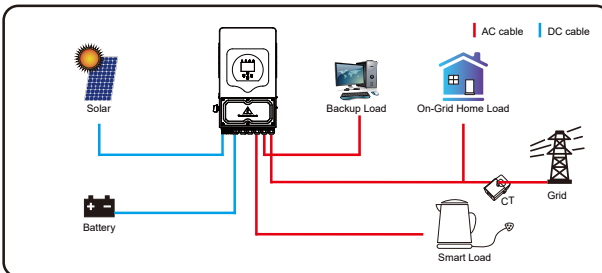 AC cable
DC cable
Solar
Backup Load
On-Grid Home Load
CT
Grid
Battery
Smart Load